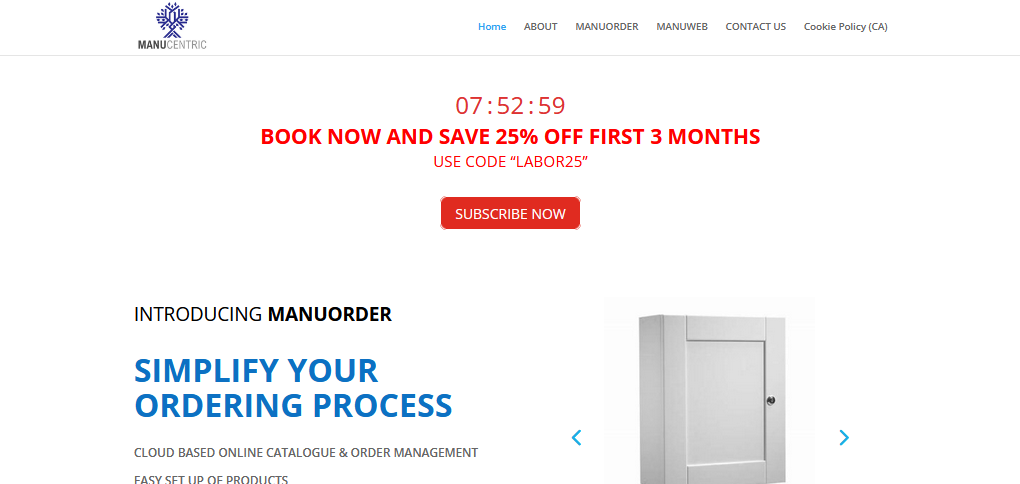 MANUCENTRIC
Home
ABOUT
MANUORDER
MANUWEB
CONTACT US
Cookie Policy (CA)
07:52:59
BOOK NOW AND SAVE 25% OFF FIRST 3 MONTHS
USE CODE “LABOR25”
SUBSCRIBE NOW
INTRODUCING MANUORDER
SIMPLIFY YOUR
ORDERING PROCESS
CLOUD BASED ONLINE CATALOGUE & ORDER MANAGEMENT
EASY SET UP OF PRODUCTS